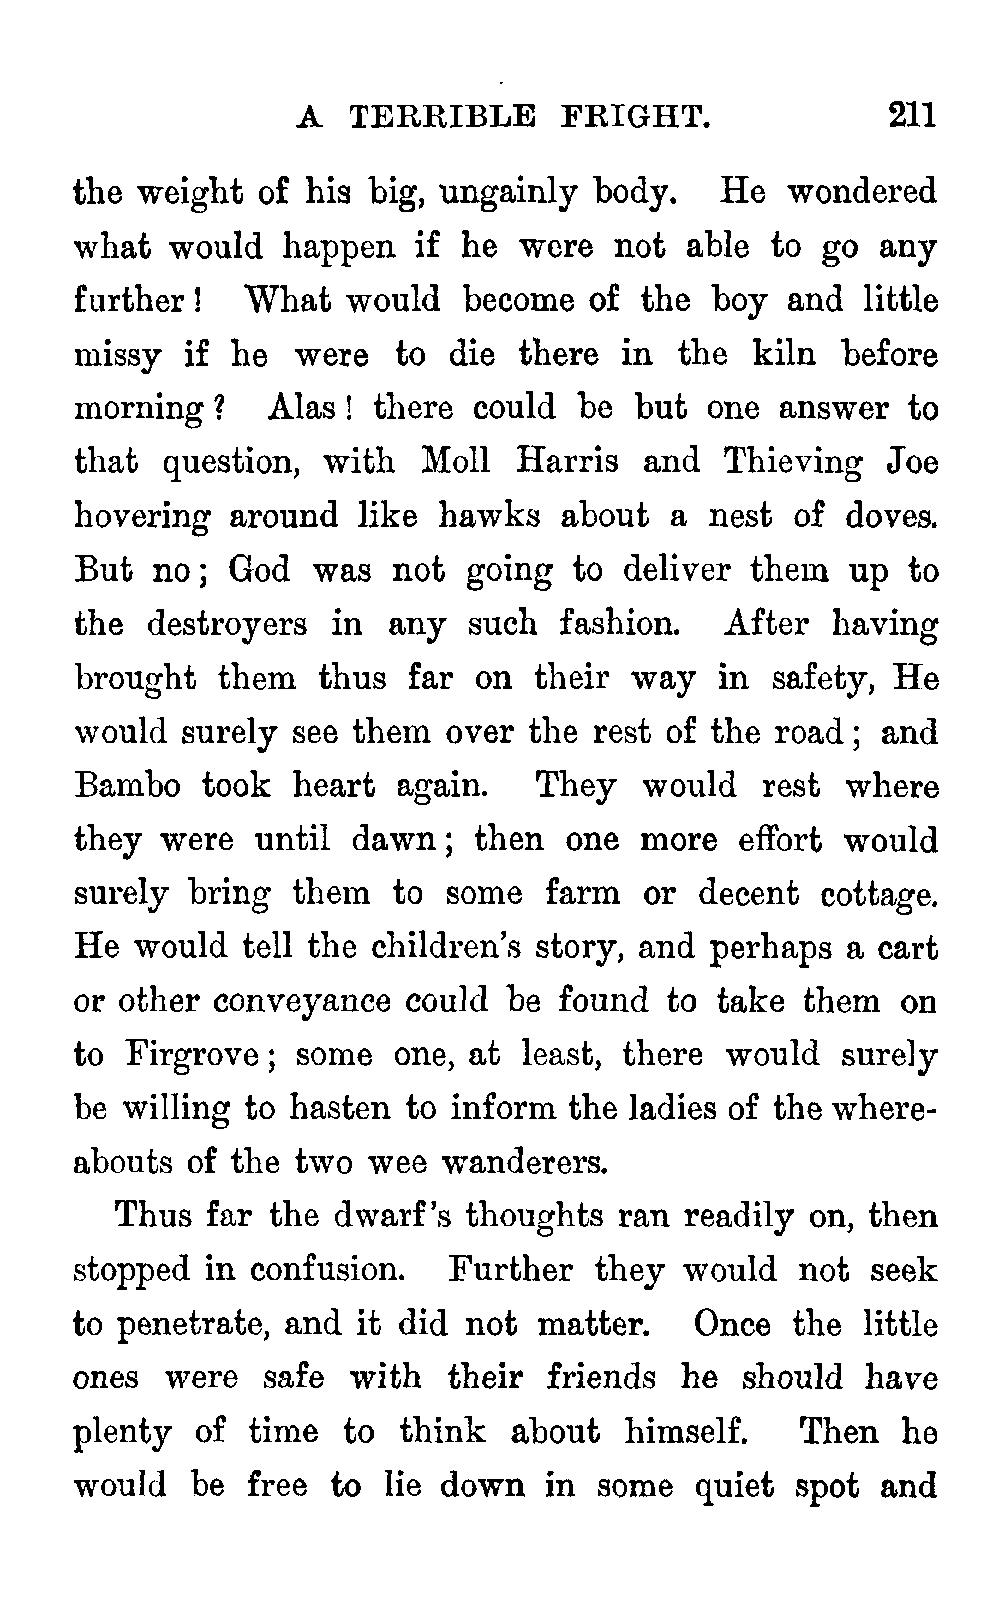 A TERRIBLE FRIGHT. 211
the weight of his big, ungainly body. He wondered
what would happen if he were not able to go any
further! What would become of the boy and little
missy if he were to die there in the kiln before
morning? Alas! there could be but one answer to
that question, with Moll Harris and Thieving Joe
hovering around like hawks about a nest of doves.
But no; God was not going to deliver them up to
the destroyers in any such fashion. After having
brought them thus far on their way in safety, He
would surely see them over the rest of the road; and
Bambo took heart again. They would rest where
they were until dawn; then one more effort would
surely bring them to some farm or decent cottage.
He would tell the children's story, and perhaps a cart
or other conveyance could be found to take them on
to Firgrove; some one, at least, there would surely
be willing to hasten to inform the ladies of the where-
abouts of the two wee wanderers.
Thus far the dwarf's thoughts ran readily on, then
stopped in confusion. Further they would not seek
to penetrate, and it did not matter. Once the little
ones were safe with their friends he should have
plenty of time to think about himself. Then he
would be free to lie down in some quiet spot and